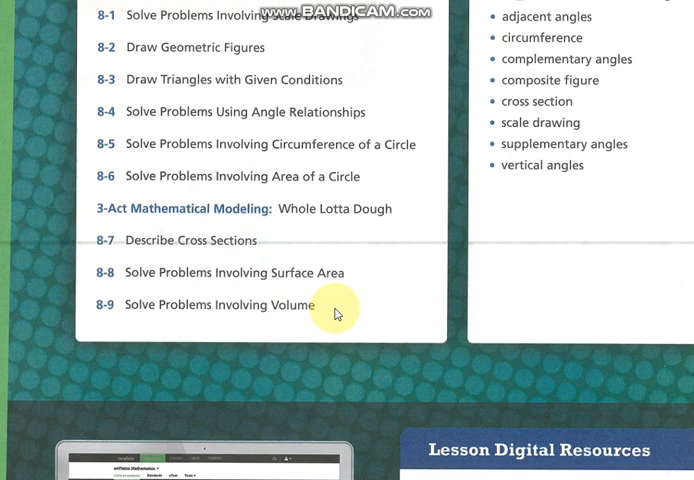 www.BANDICAM.com
8-1 Solve Problems Involving Scale Drawings
8-2 Draw Geometric Figures
8-3 Draw Triangles with Given Conditions
8-4 Solve Problems Using Angle Relationships
8-5 Solve Problems Involving Circumference of a Circle
8-6 Solve Problems Involving Area of a Circle
3-Act Mathematical Modeling: Whole Lotta Dough
8-7 Describe Cross Sections
8-8 Solve Problems Involving Surface Area
8-9 Solve Problems Involving Volume
• adjacent angles
• circumference
• complementary angles
• composite figure
• cross section
• scale drawing
• supplementary angles
• vertical angles
Lesson Digital Resources